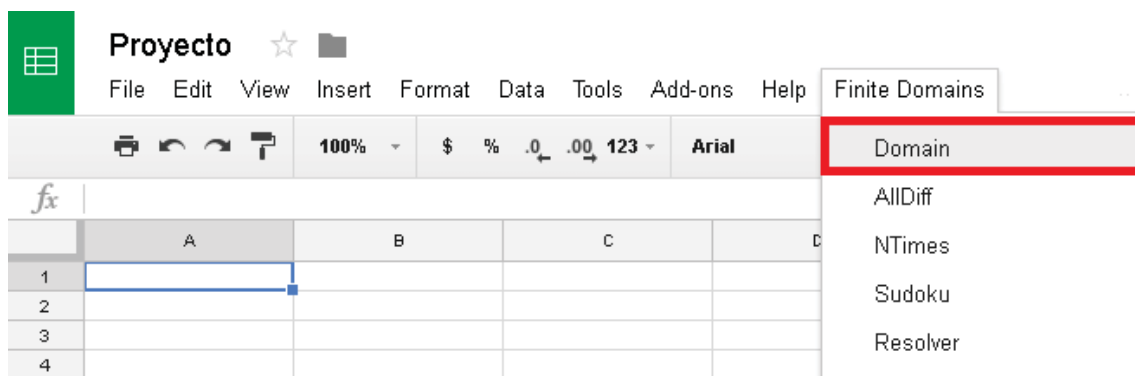 Proyecto
File Edit View Insert Format Data Tools Add-ons Help Finite Domains
100% $ % .0 .00 123 Arial
Domain
fx
AllDiff
A B C
NTimes
1
2
Sudoku
3
Resolver
4